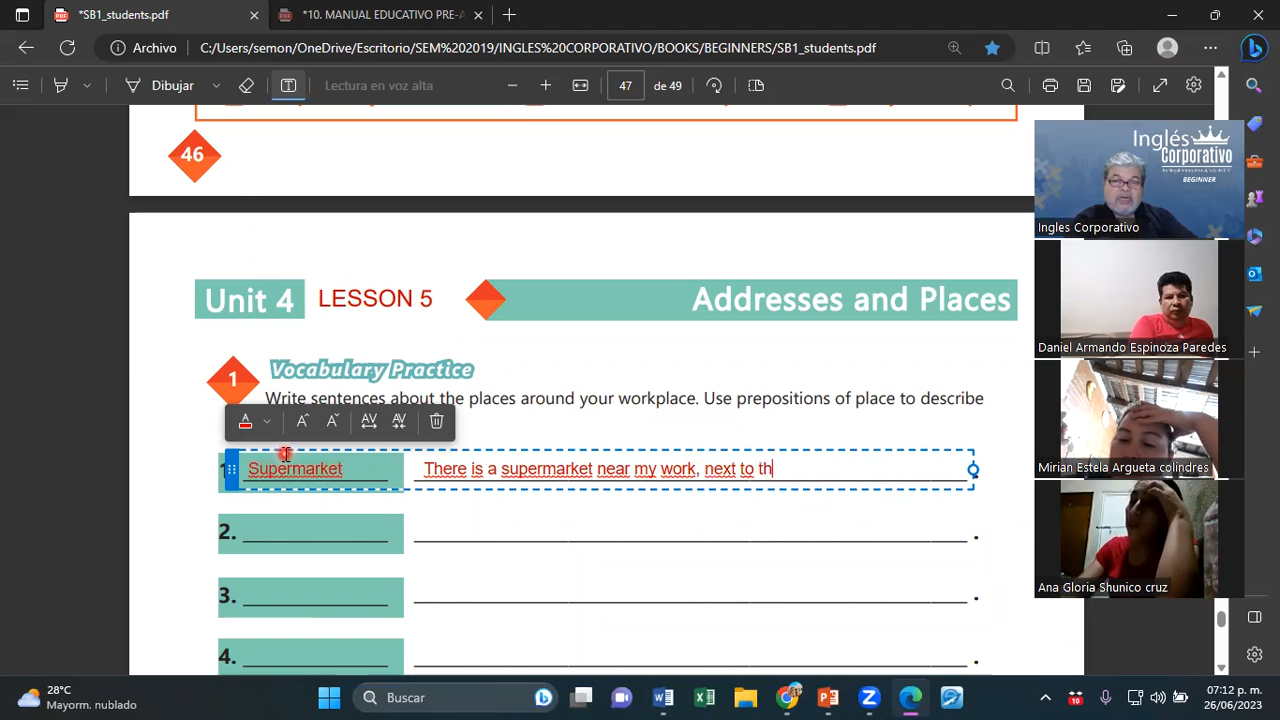 *SB1_students.pdf
*10. MANUAL EDUCATIVO PRE-A
Archivo
C:/Users/semon/OneDrive/Escritorio/SEM%202019/INGLES%20CORPORATIVO/BOOKS/BEGINNERS/SB1_students.pdf
Dibujar
Lectura en voz alta
47
de 49
46
Inglés
Corporativo
BEGINNER
Ingles Corporativo
Unit 4
LESSON 5
Addresses and Places
1
Vocabulary Practice
Write sentences about the places around your workplace. Use prepositions of place to describe
Daniel Armando Espinoza Paredes
Supermarket
There is a supermarket near my work, next to th
Mirian Estela Argueta colindres
2.
3.
Ana Gloria Shunico cruz
4.
28°C
Mayorm. nublado
Buscar
10
07:12 p. m.
26/06/2023